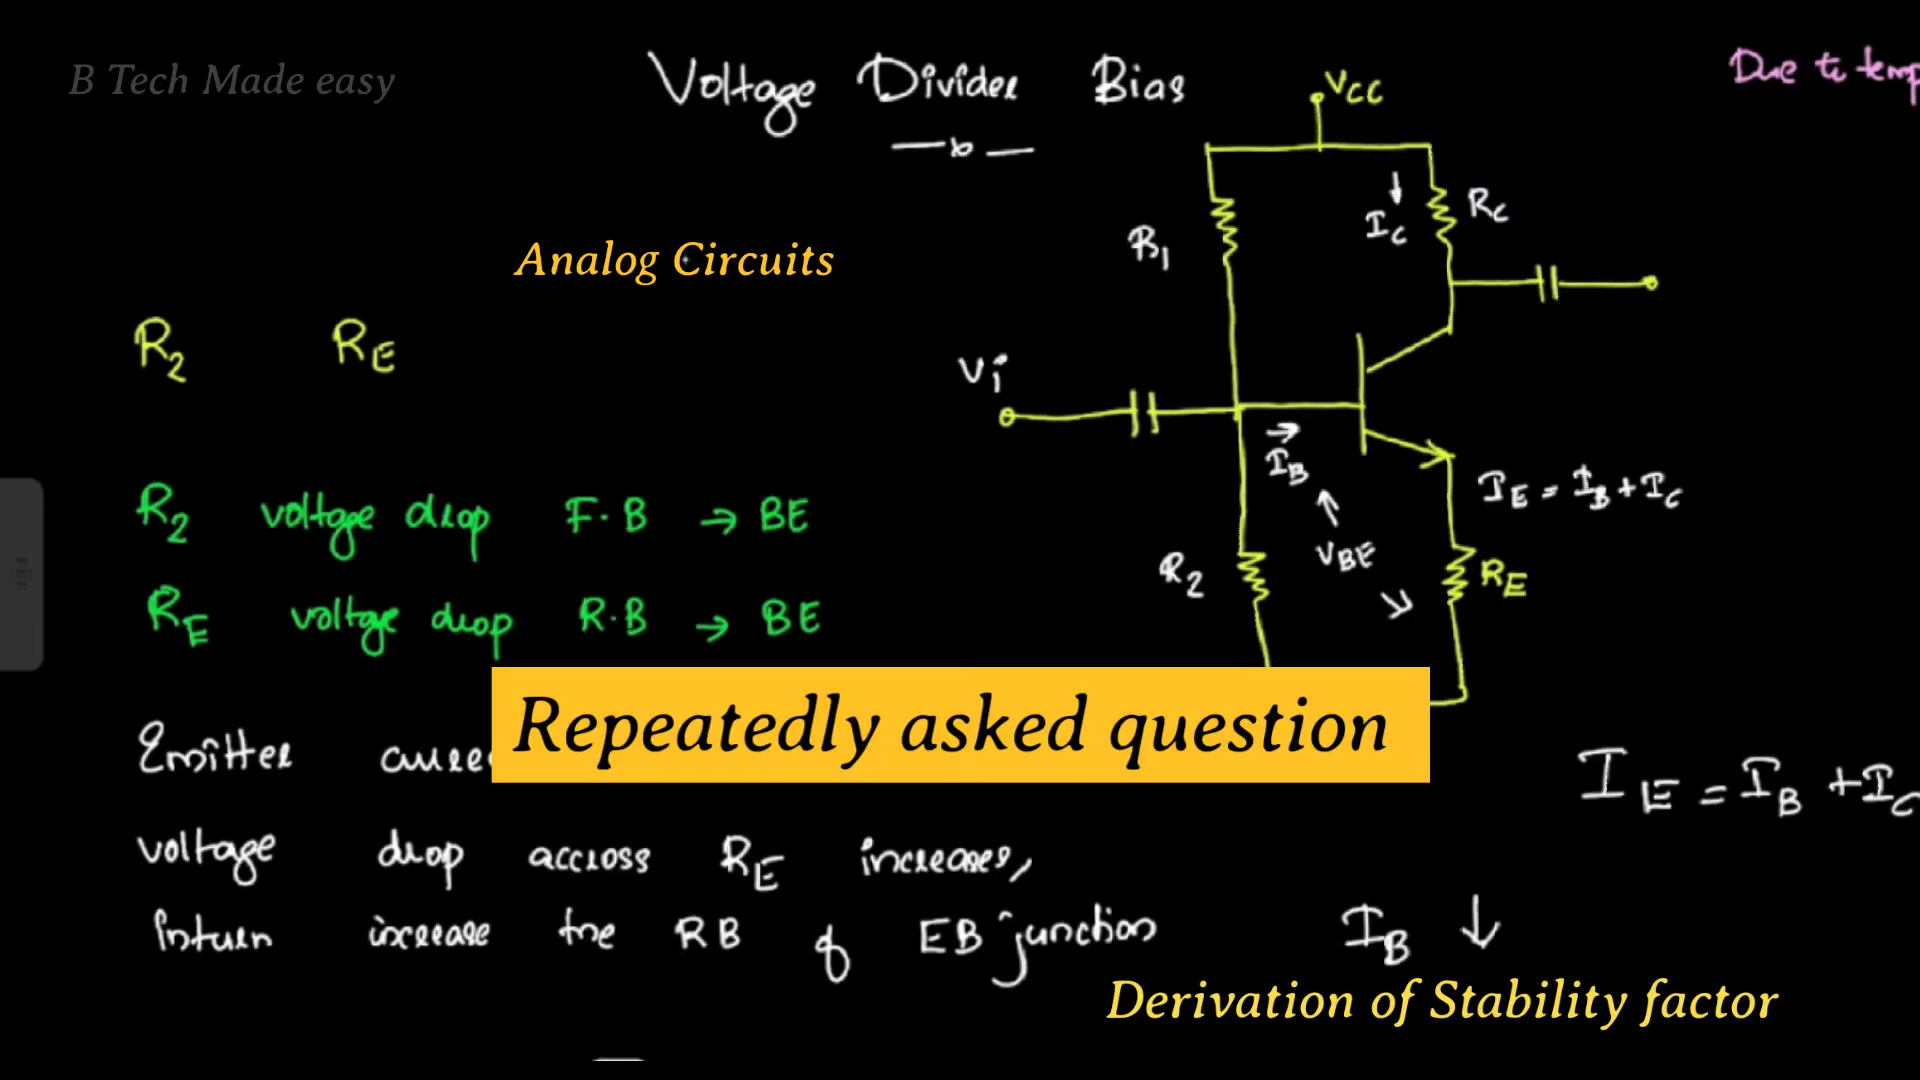 B Tech Made easy
Voltage Divider Bias
Due to temp
VCC
IC
RC
R1
Analog Circuits
R2 RE
Vi
IB
IE = IB + IC
VBE
R2
RE
R2 voltage drop F.B → BE
RE voltage drop R.B → BE
Repeatedly asked question
Emitter
IE = IB + IC
voltage drop accross RE increases,
Inturn increase the RB of EB junction
IB ↓
Derivation of Stability factor